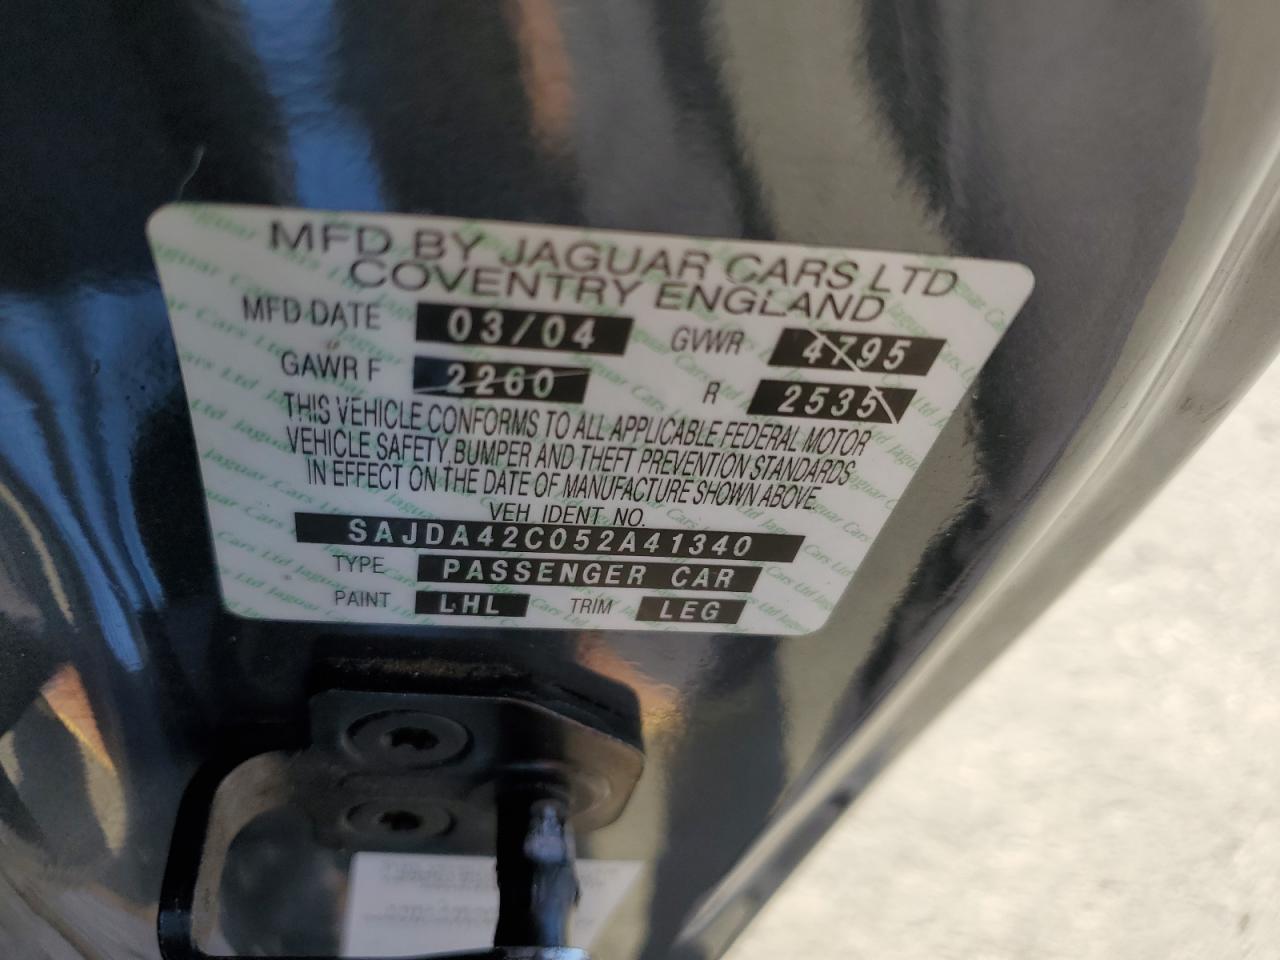 MFD BY JAGUAR CARS LTD
COVENTRY ENGLAND
MFD DATE 03/04 GVWR 4795
GAWR F 2260 R 2535
THIS VEHICLE CONFORMS TO ALL APPLICABLE FEDERAL MOTOR
VEHICLE SAFETY, BUMPER AND THEFT PREVENTION STANDARDS
IN EFFECT ON THE DATE OF MANUFACTURE SHOWN ABOVE.
VEH IDENT. NO.
SAJDA42C052A41340
TYPE PASSENGER CAR
PAINT LHL TRIM LEG